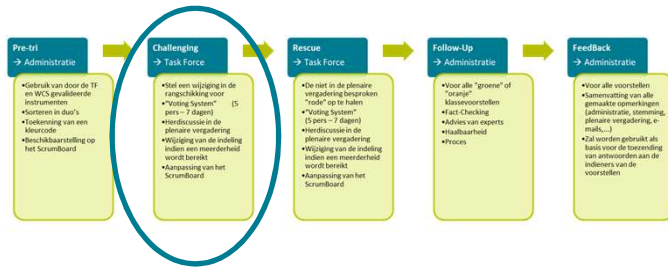 Pre-tri
→ Administratie
•Gebruik van door de TF
en WCS gevalideerde
instrumenten
•Sorteren in duo's
•Toekenning van een
kleurcode
•Beschikbaarstelling op
het ScrumBoard
Challenging
→ Task Force
•Stel een wijziging in de
rangschikking voor
•"Voting System" (5
pers – 7 dagen)
•Herdiscussie in de
plenaire vergadering
•Wijziging van de indeling
indien een meerderheid
wordt bereikt
•Aanpassing van het
ScrumBoard
Rescue
→ Task Force
•De niet in de plenaire
vergadering besproken
"rode" op te halen
•"Voting System"
(5 pers – 7 dagen)
•Herdiscussie in de
plenaire vergadering
•Wijziging van de indeling
indien een meerderheid
wordt bereikt
•Aanpassing van het
ScrumBoard
Follow-Up
→ Administratie
•Voor alle "groene" of
"oranje"
klassevoorstellen
•Fact-Checking
•Advies van experts
•Haalbaarheid
•Proces
FeedBack
→ Administratie
•Voor alle voorstellen
•Samenvatting van alle
gemaakte opmerkingen
(administratie, stemming,
plenaire vergadering, e-
mails,...)
•Zal worden gebruikt als
basis voor de toezending
van antwoorden aan de
indieners van de
voorstellen